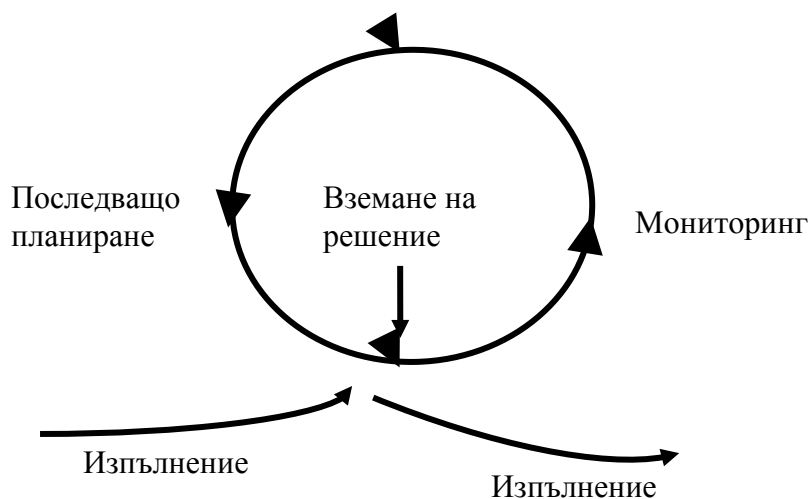 Последващо
планиране
Вземане на
решение
Мониторинг
Изпълнение
Изпълнение